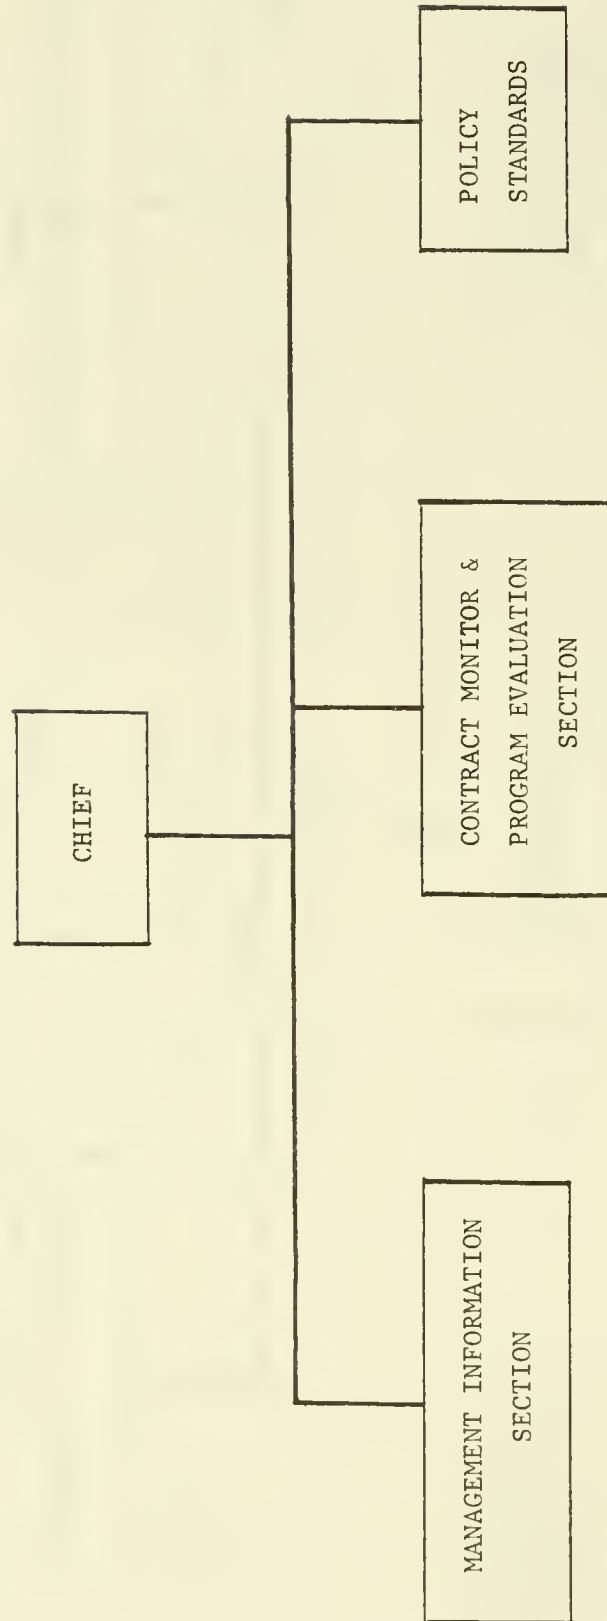 CHIEF
MANAGEMENT INFORMATION
SECTION
CONTRACT MONITOR &
PROGRAM EVALUATION
SECTION
POLICY
STANDARDS